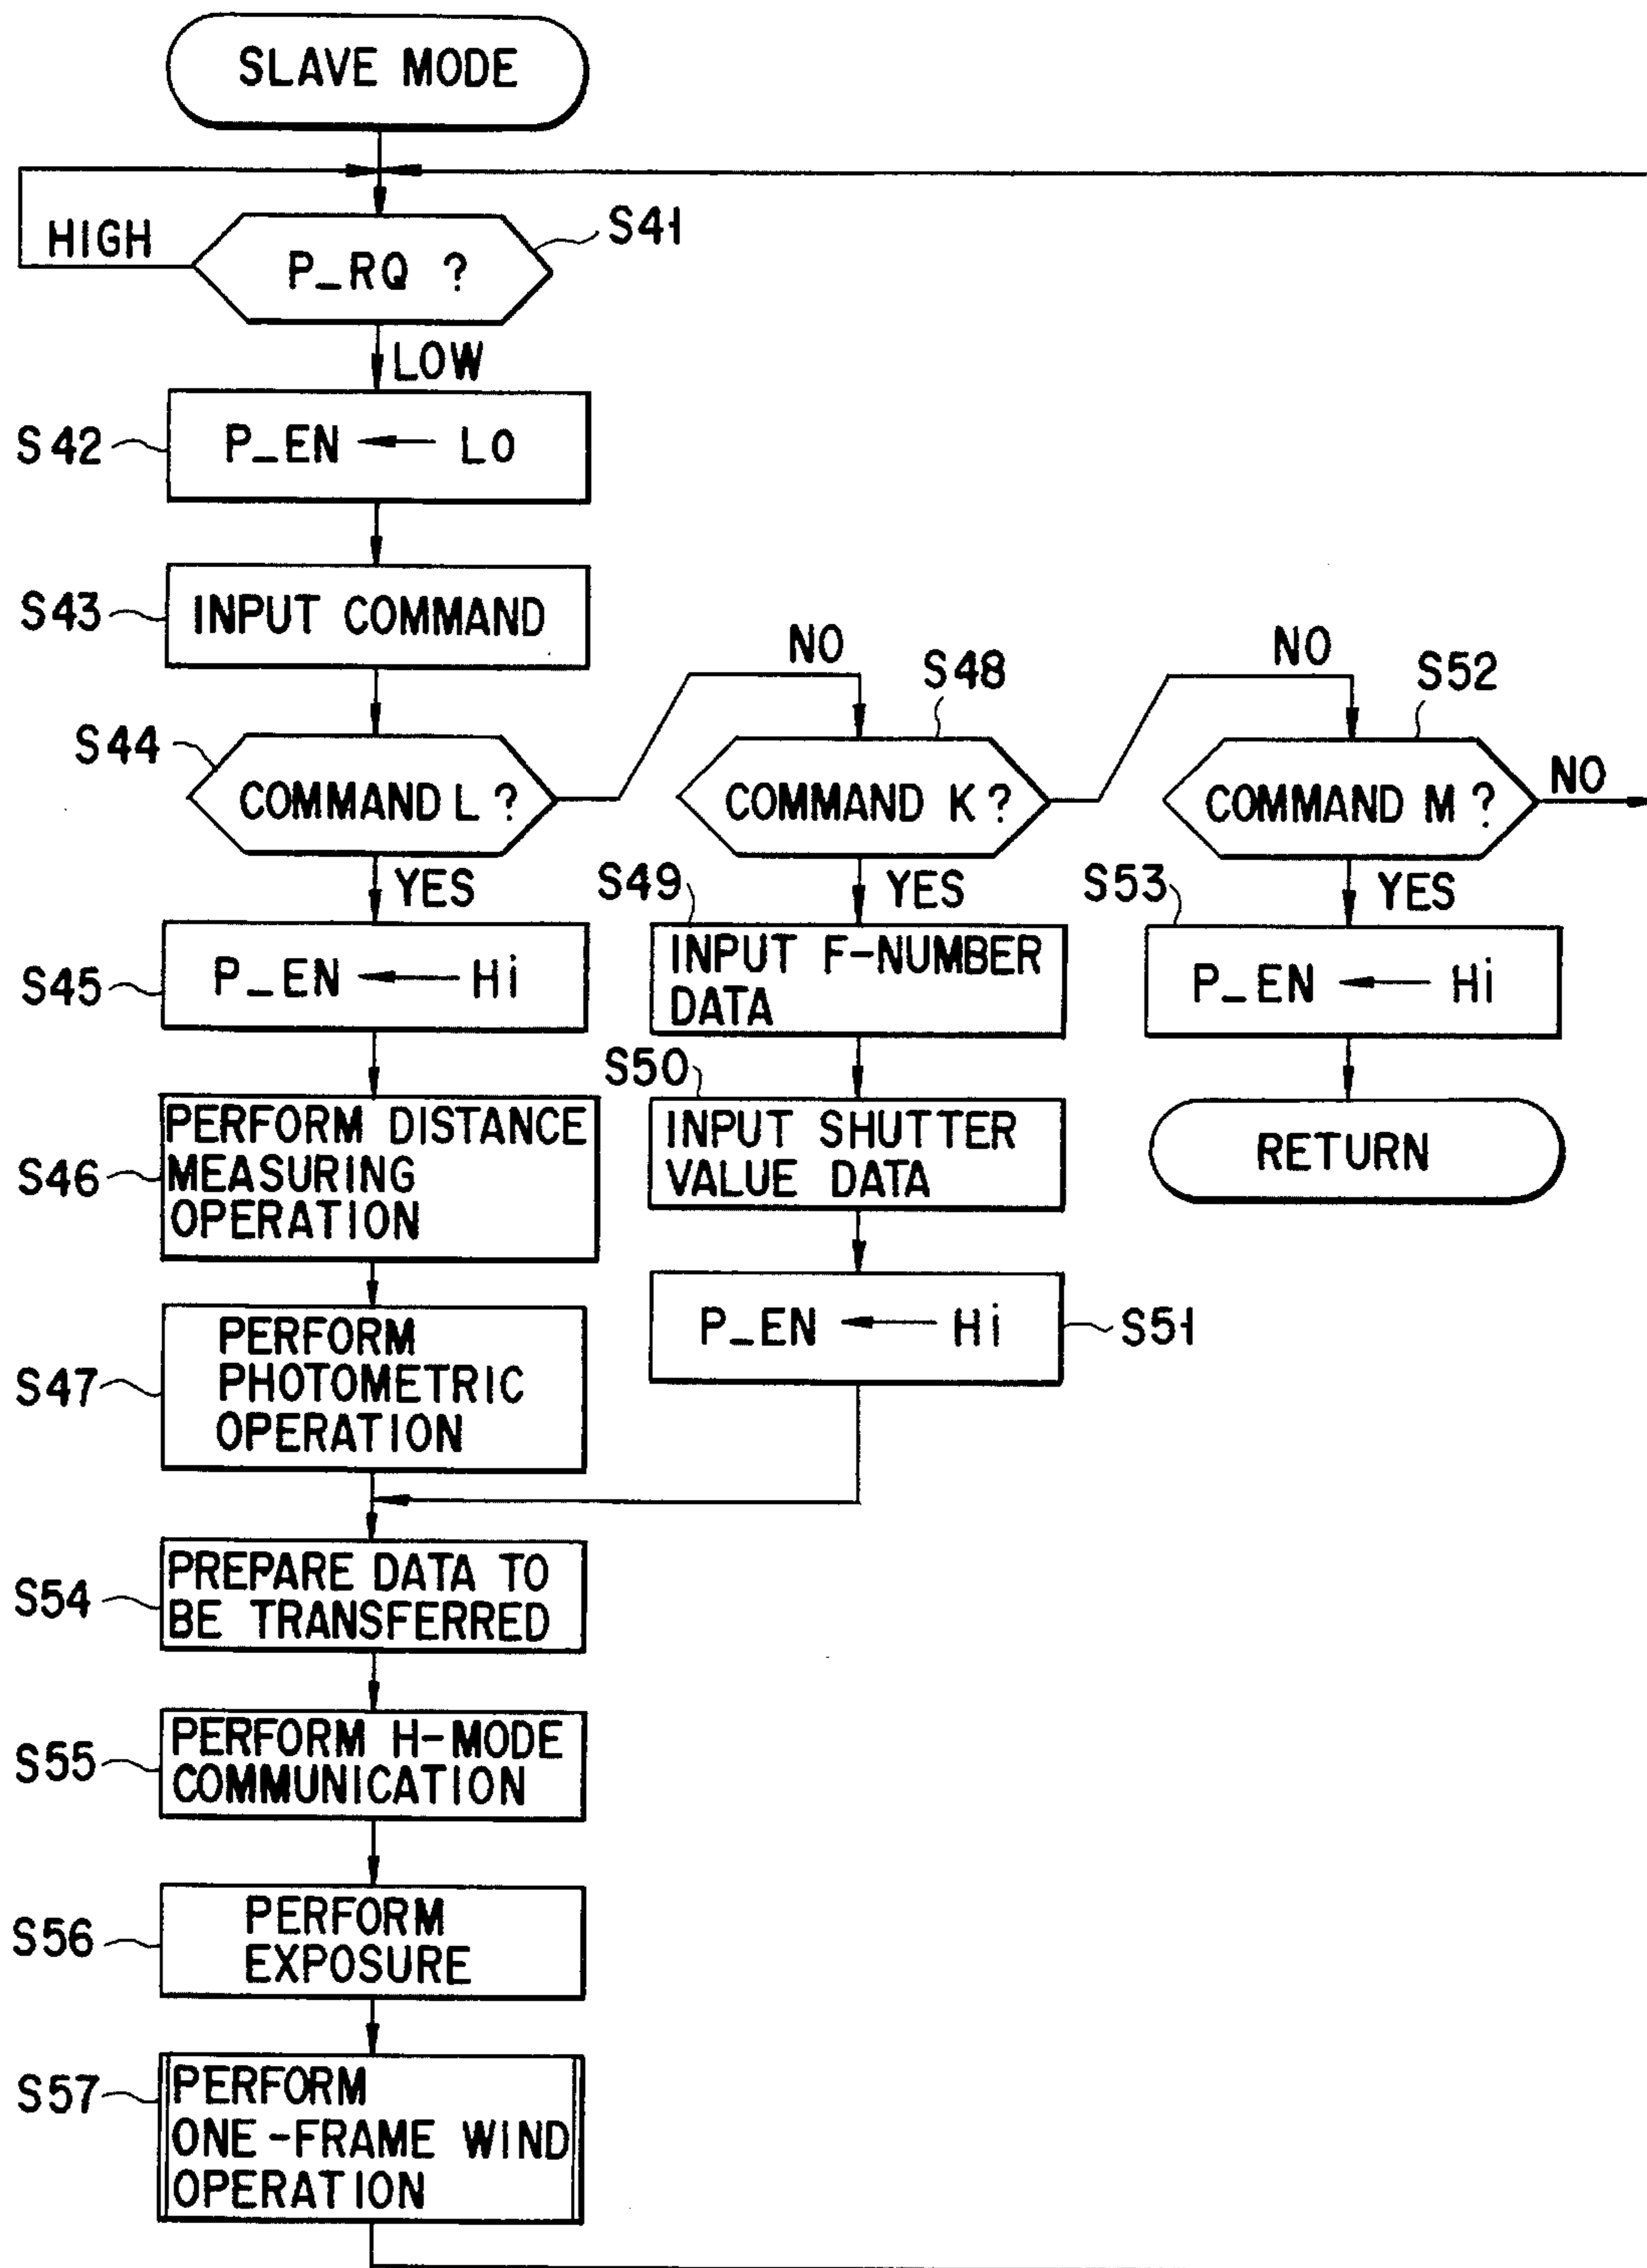 SLAVE MODE
HIGH
P_RQ ?
S41
LOW
S42
P_EN ← Lo
S43
INPUT COMMAND
S44
COMMAND L ?
NO
S48
COMMAND K ?
NO
S52
COMMAND M ?
NO
YES
S45
P_EN ← Hi
S46
PERFORM DISTANCE
MEASURING
OPERATION
S47
PERFORM
PHOTOMETRIC
OPERATION
YES
S49
INPUT F-NUMBER
DATA
S50
INPUT SHUTTER
VALUE DATA
P_EN ← Hi
S51
YES
S53
P_EN ← Hi
RETURN
S54
PREPARE DATA TO
BE TRANSFERRED
S55
PERFORM H-MODE
COMMUNICATION
S56
PERFORM
EXPOSURE
S57
PERFORM
ONE-FRAME WIND
OPERATION